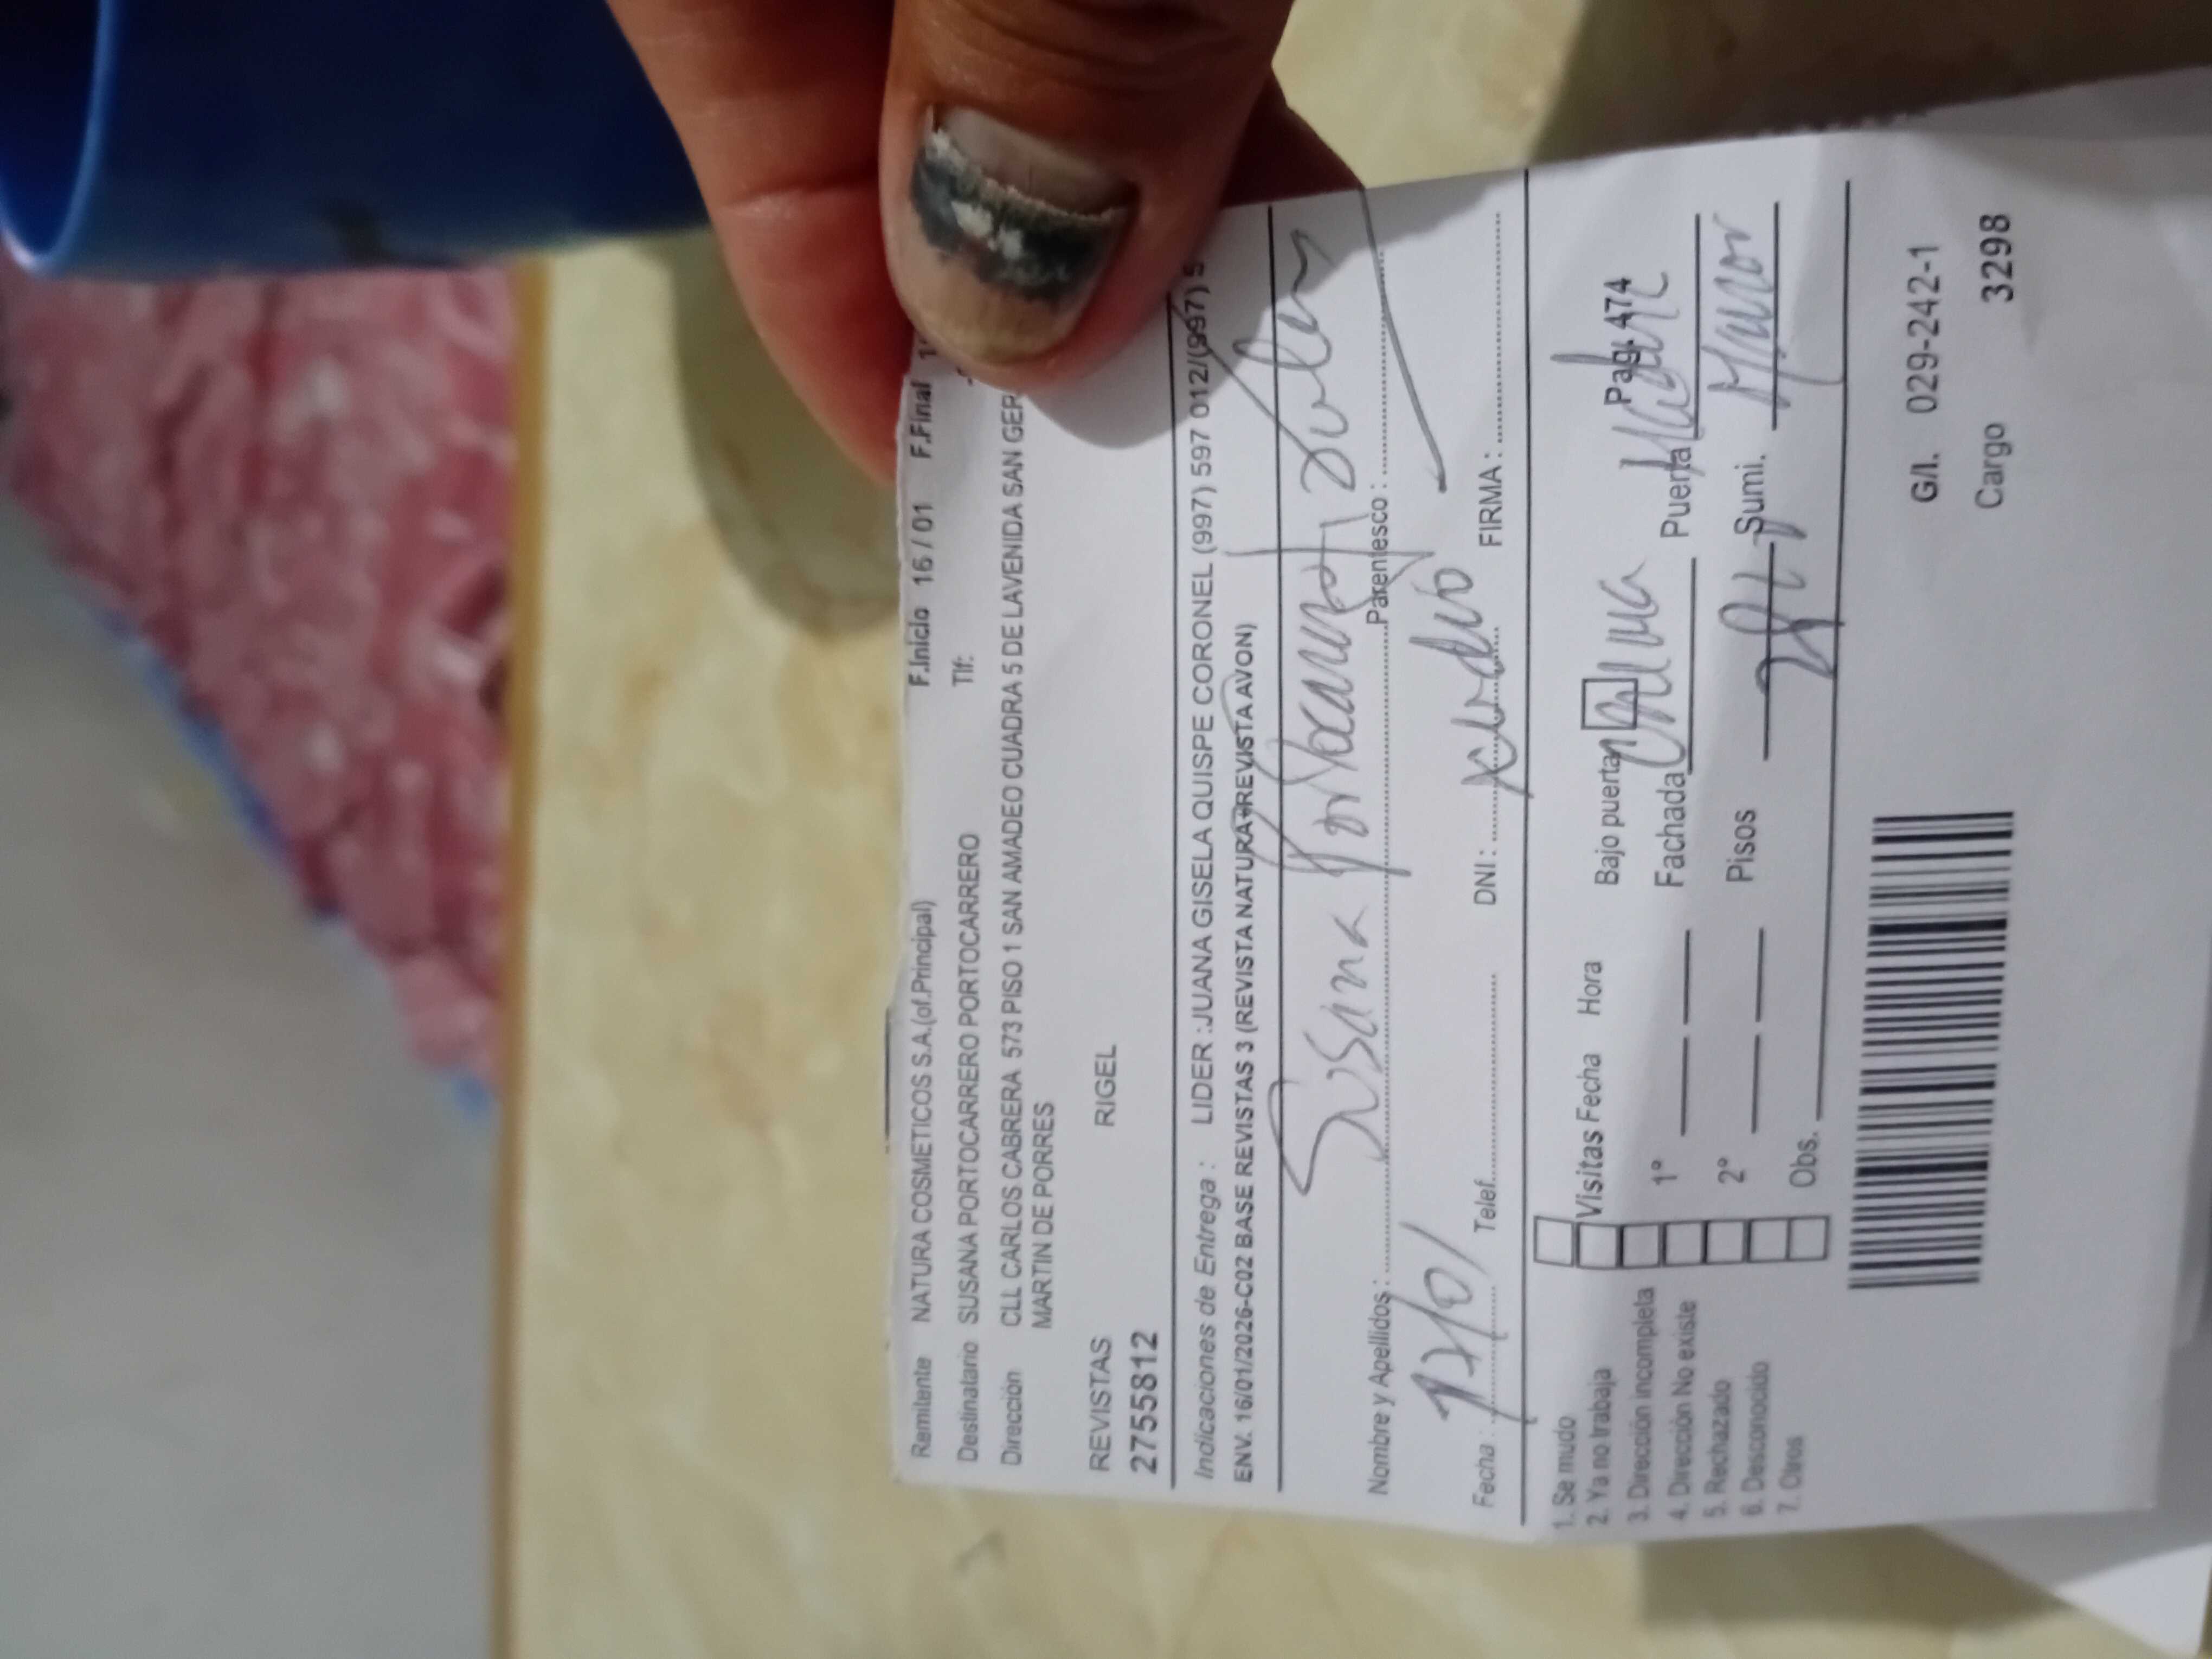 Remitente NATURA COSMETICOS S.A.(of.Principal) F.Inicio 16/01 F.Final
Destinatario SUSANA PORTOCARRERO PORTOCARRERO Tlf:
Dirección CLL CARLOS CABRERA 573 PISO 1 SAN AMADEO CUADRA 5 DE LAVENIDA SAN GER
MARTIN DE PORRES
REVISTAS RIGEL
27555812
Indicaciones de Entrega : LIDER :JUANA GISELA QUISPE CORONEL (997) 597 012/(997) 5
ENV. 16/01/2026-C02 BASE REVISTAS 3 (REVISTA NATURA+REVISTA AVON)
Susana
Nombre y Apellidos: Parentesco :
Fecha : 17/01 Telef. DNI: FIRMA:
1. Se mudo
2. Ya no trabaja
3. Dirección incompleta
4. Dirección No existe
5. Rechazado
6. Desconocido
7. Otros
Visitas Fecha Hora
1°
2°
Obs.
Bajo puerta Pag. 474
Fachada Puerta
Pisos Sumi.
G/I. 029-242-1
Cargo 3298